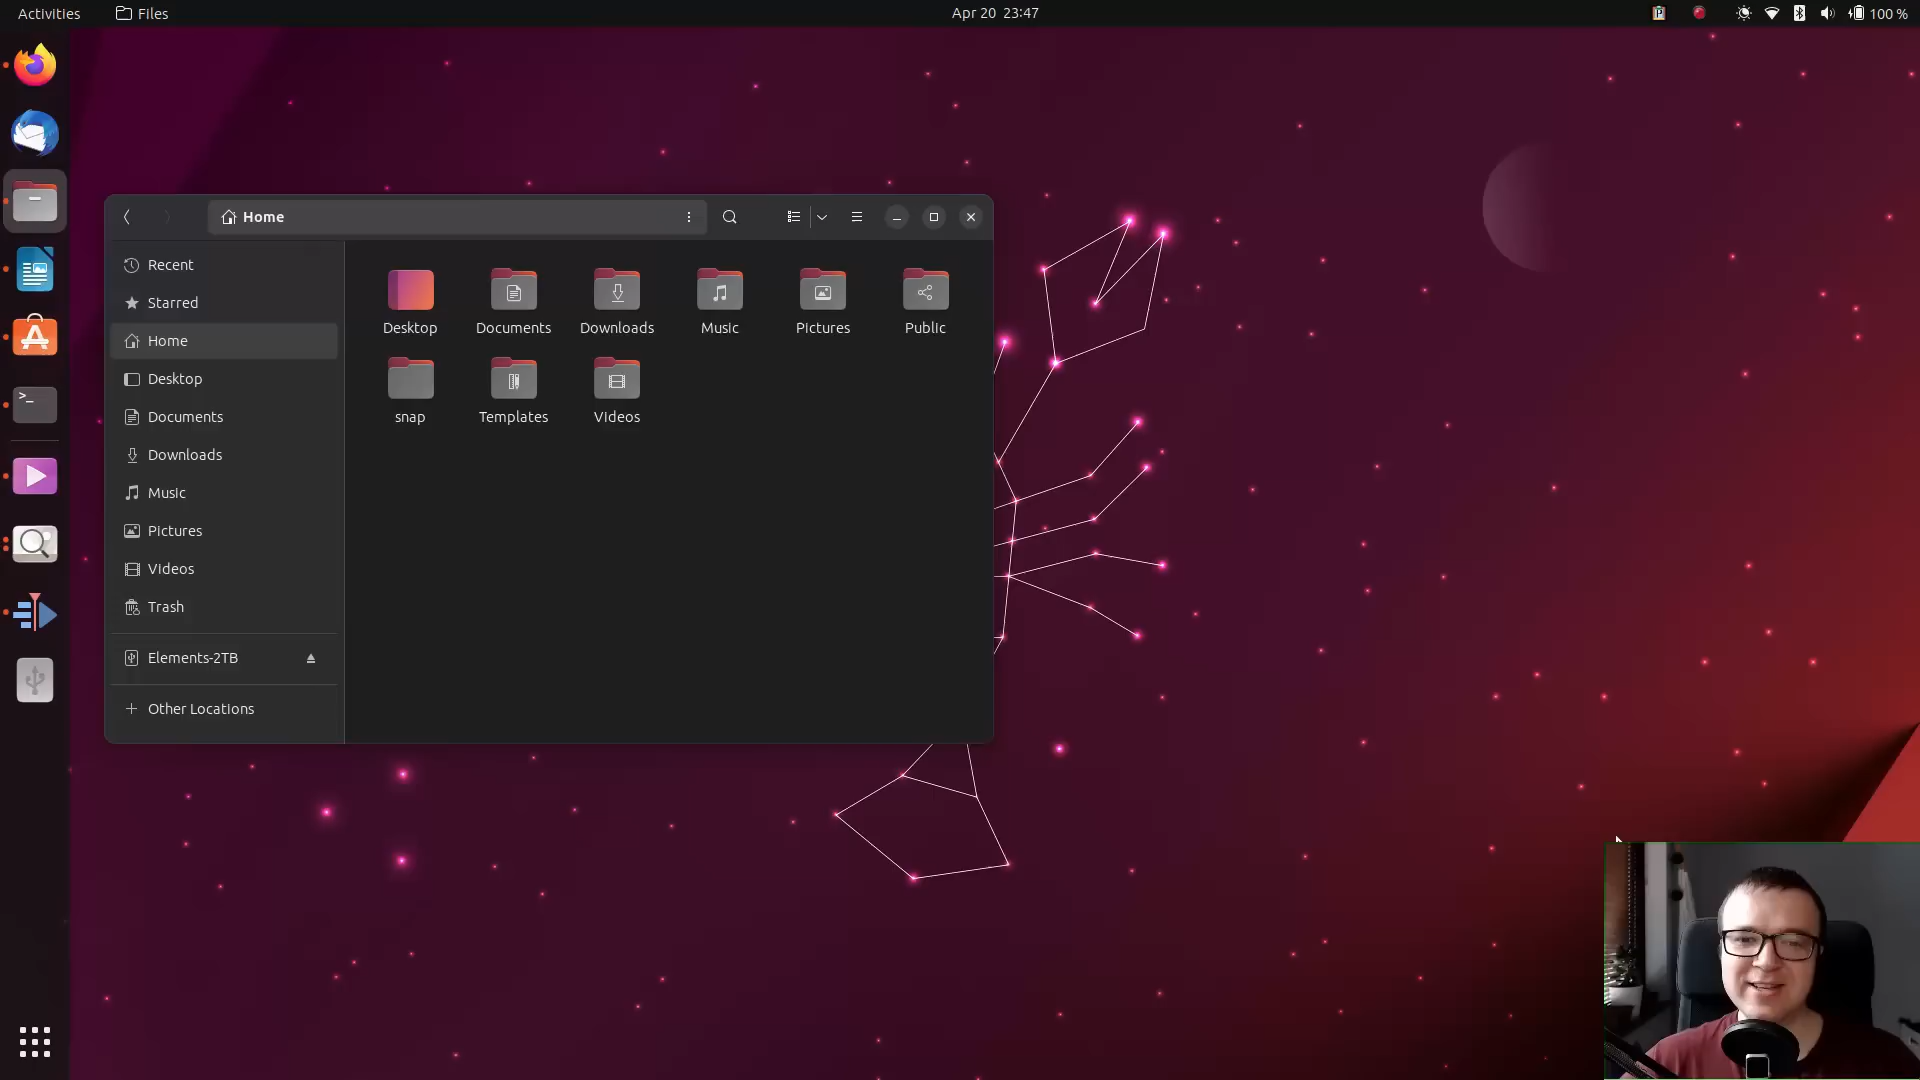 Activities Files Apr 20 23:47 100 %
Home
Recent
Starred
Home
Desktop
Documents
Downloads
Music
Pictures
Videos
Trash
Elements-2TB
Other Locations
Desktop Documents Downloads Music Pictures Public
snap Templates Videos
>_
P